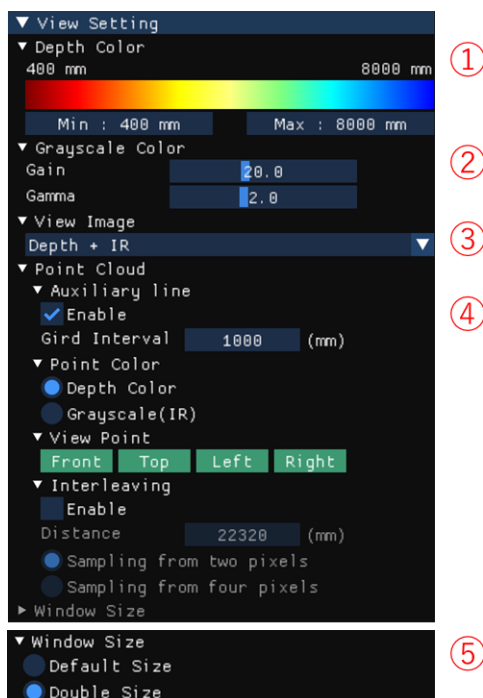 ▼ View Setting
▼ Depth Color
400 mm 8000 mm ①
Min : 400 mm Max : 8000 mm
▼ Grayscale Color
Gain 20.0 ②
Gamma 2.0
▼ View Image
Depth + IR ▼ ③
▼ Point Cloud
▼ Auxiliary line
Enable ④
Gird Interval 1000 (mm)
▼ Point Color
Depth Color
Grayscale(IR)
▼ View Point
Front Top Left Right
▼ Interleaving
Enable
Distance 22320 (mm)
Sampling from two pixels
Sampling from four pixels
▶ Window Size
▼ Window Size ⑤
Default Size
Double Size